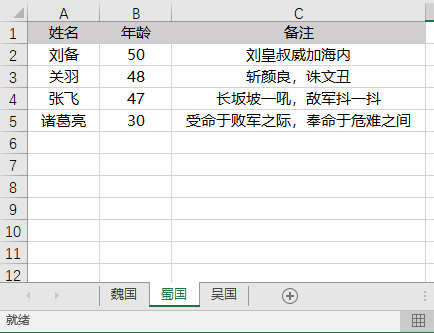 A B C
1 姓名 年龄 备注
2 刘备 50 刘皇叔威加海内
3 关羽 48 斩颜良，诛文丑
4 张飞 47 长坂坡一吼，敌军抖一抖
5 诸葛亮 30 受命于败军之际，奉命于危难之间
6
7
8
9
10
11
12
魏国 蜀国 吴国
就绪